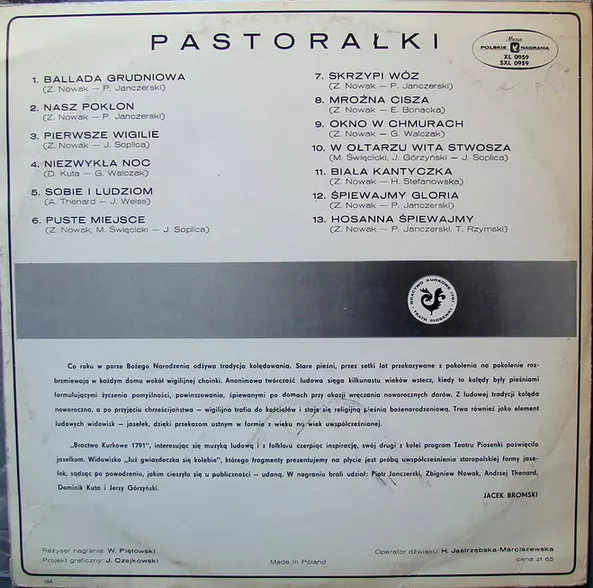 PASTORAŁKI
Muza
POLSKIE NAGRANIA
XL 0959
SXL 0959
1. BALLADA GRUDNIOWA
(Z. Nowak – P. Janczerski)
2. NASZ POKŁON
(Z. Nowak – P. Janczerski)
3. PIERWSZE WIGILIE
(Z. Nowak – J. Soplica)
4. NIEZWYKŁA NOC
(D. Kuta – G. Walczak)
5. SOBIE I LUDZIOM
(A. Thenard – J. Weiss)
6. PUSTE MIEJSCE
(Z. Nowak, M. Święcicki – J. Soplica)
7. SKRZYPI WÓZ
(Z. Nowak – P. Janczerski)
8. MROŹNA CISZA
(Z. Nowak – E. Bonacka)
9. OKNO W CHMURACH
(Z. Nowak – G. Walczak)
10. W OŁTARZU WITA STWOSZA
(M. Święcicki, J. Górzyński – J. Soplica)
11. BIAŁA KANTYCZKA
(Z. Nowak – H. Stefanowska)
12. ŚPIEWAJMY GLORIA
(Z. Nowak – P. Janczerski)
13. HOSANNA ŚPIEWAJMY
(Z. Nowak – P. Janczerski, T. Rzymski)
BRACTWO KURKOWE 1791
TEATR PIOSENKI
Co roku w porze Bożego Narodzenia odżywa tradycja kolędowania. Stare pieśni, przez setki lat przekazywane z pokolenia na pokolenie roz-
brzmiewają w każdym domu wokół wigilijnej choinki. Anonimowa twórczość ludowa sięga kilkunastu wieków wstecz, kiedy to kolędy były pieśniami
formułującymi życzenia pomyślności, powinszowania, śpiewanymi po domach przy okazji wręczania noworocznych darów. Z ludowej tradycji kolęda
noworoczna, a po przyjęciu chrześcijaństwa – wigilijna trafia do kościołów i staje się religijną pieśnią bożenarodzeniową. Trwa również jako element
ludowych widowisk – jasełek, dzięki przekazom ustnym w formie z wieku na wiek uwspółcześnianej.
„Bractwo Kurkowe 1791", interesując się muzyką ludową i z folkloru czerpiąc inspirację, swój drugi z kolei program Teatru Piosenki poświęciło
jasełkom. Widowisko „Już gwiazdeczka się kolebie", którego fragmenty prezentujemy na płycie jest próbą uwspółcześnienia staropolskiej formy jase-
łek, sądząc po powodzeniu, jakim cieszyło się u publiczności – udaną. W nagraniu brali udział: Piotr Janczerski, Zbigniew Nowak, Andrzej Thenard,
Dominik Kuta i Jerzy Górzyński.
JACEK BROMSKI
Reżyser nagrania: W. Piętowski
Projekt graficzny: J. Czajkowski
Made in Poland
Operator dźwięku: H. Jastrzębska-Marciszewska
cena zł 65